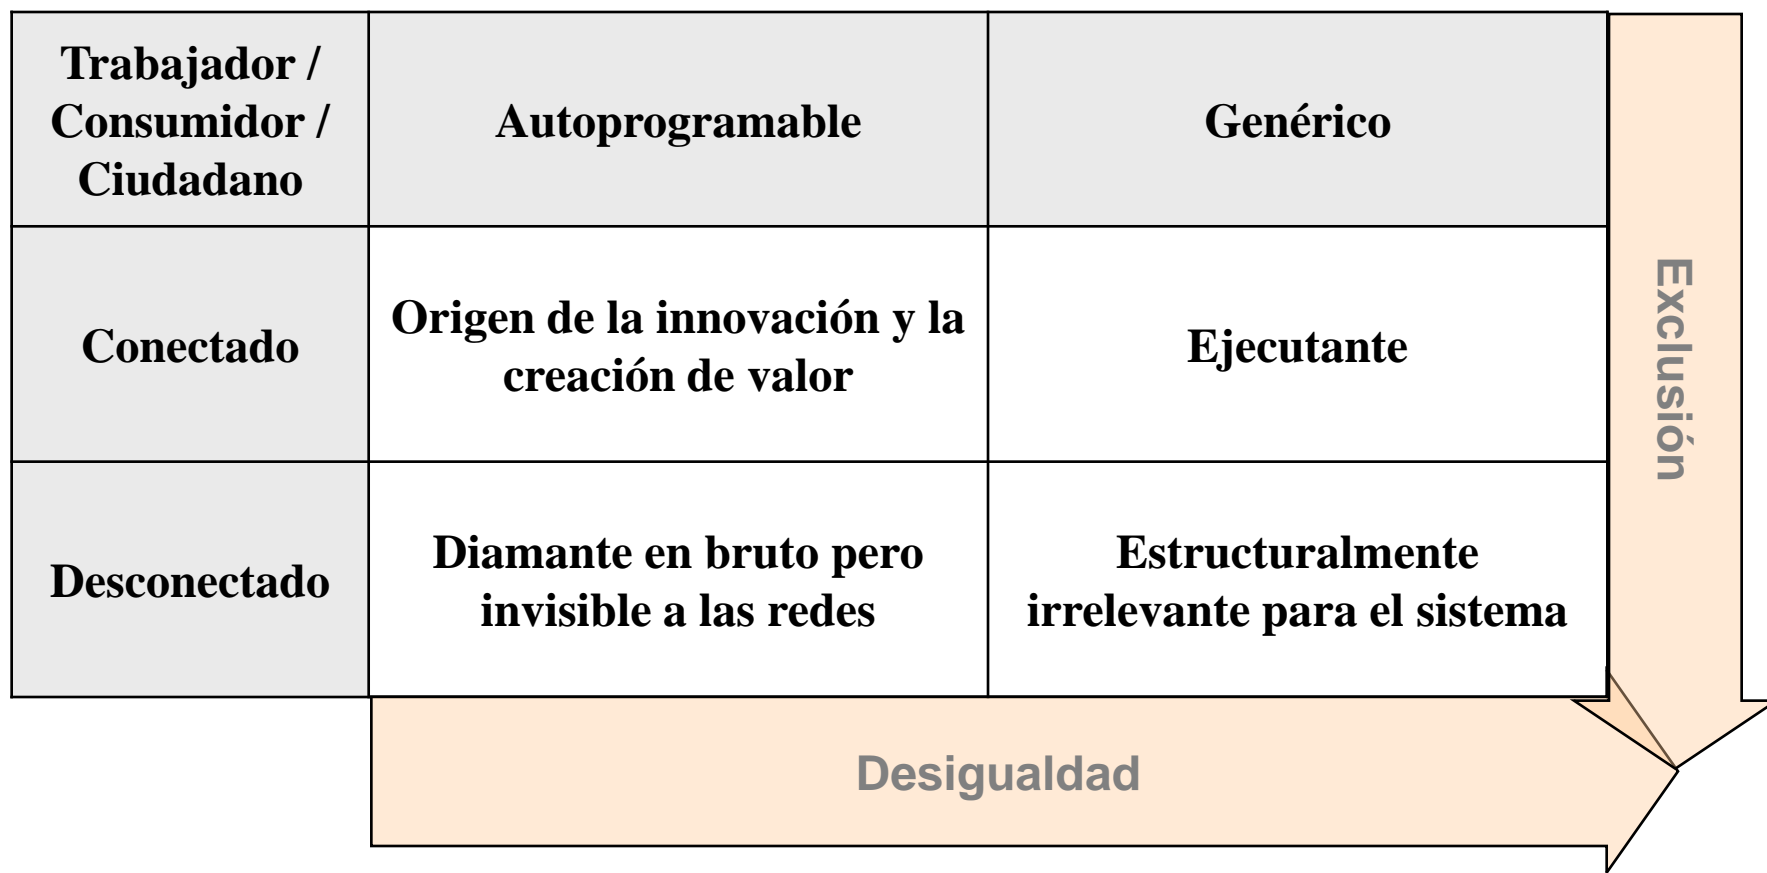 Trabajador /
Consumidor /
Ciudadano
Autoprogramable
Genérico
Conectado
Origen de la innovación y la
creación de valor
Ejecutante
Desconectado
Diamante en bruto pero
invisible a las redes
Estructuralmente
irrelevante para el sistema
Exclusión
Desigualdad